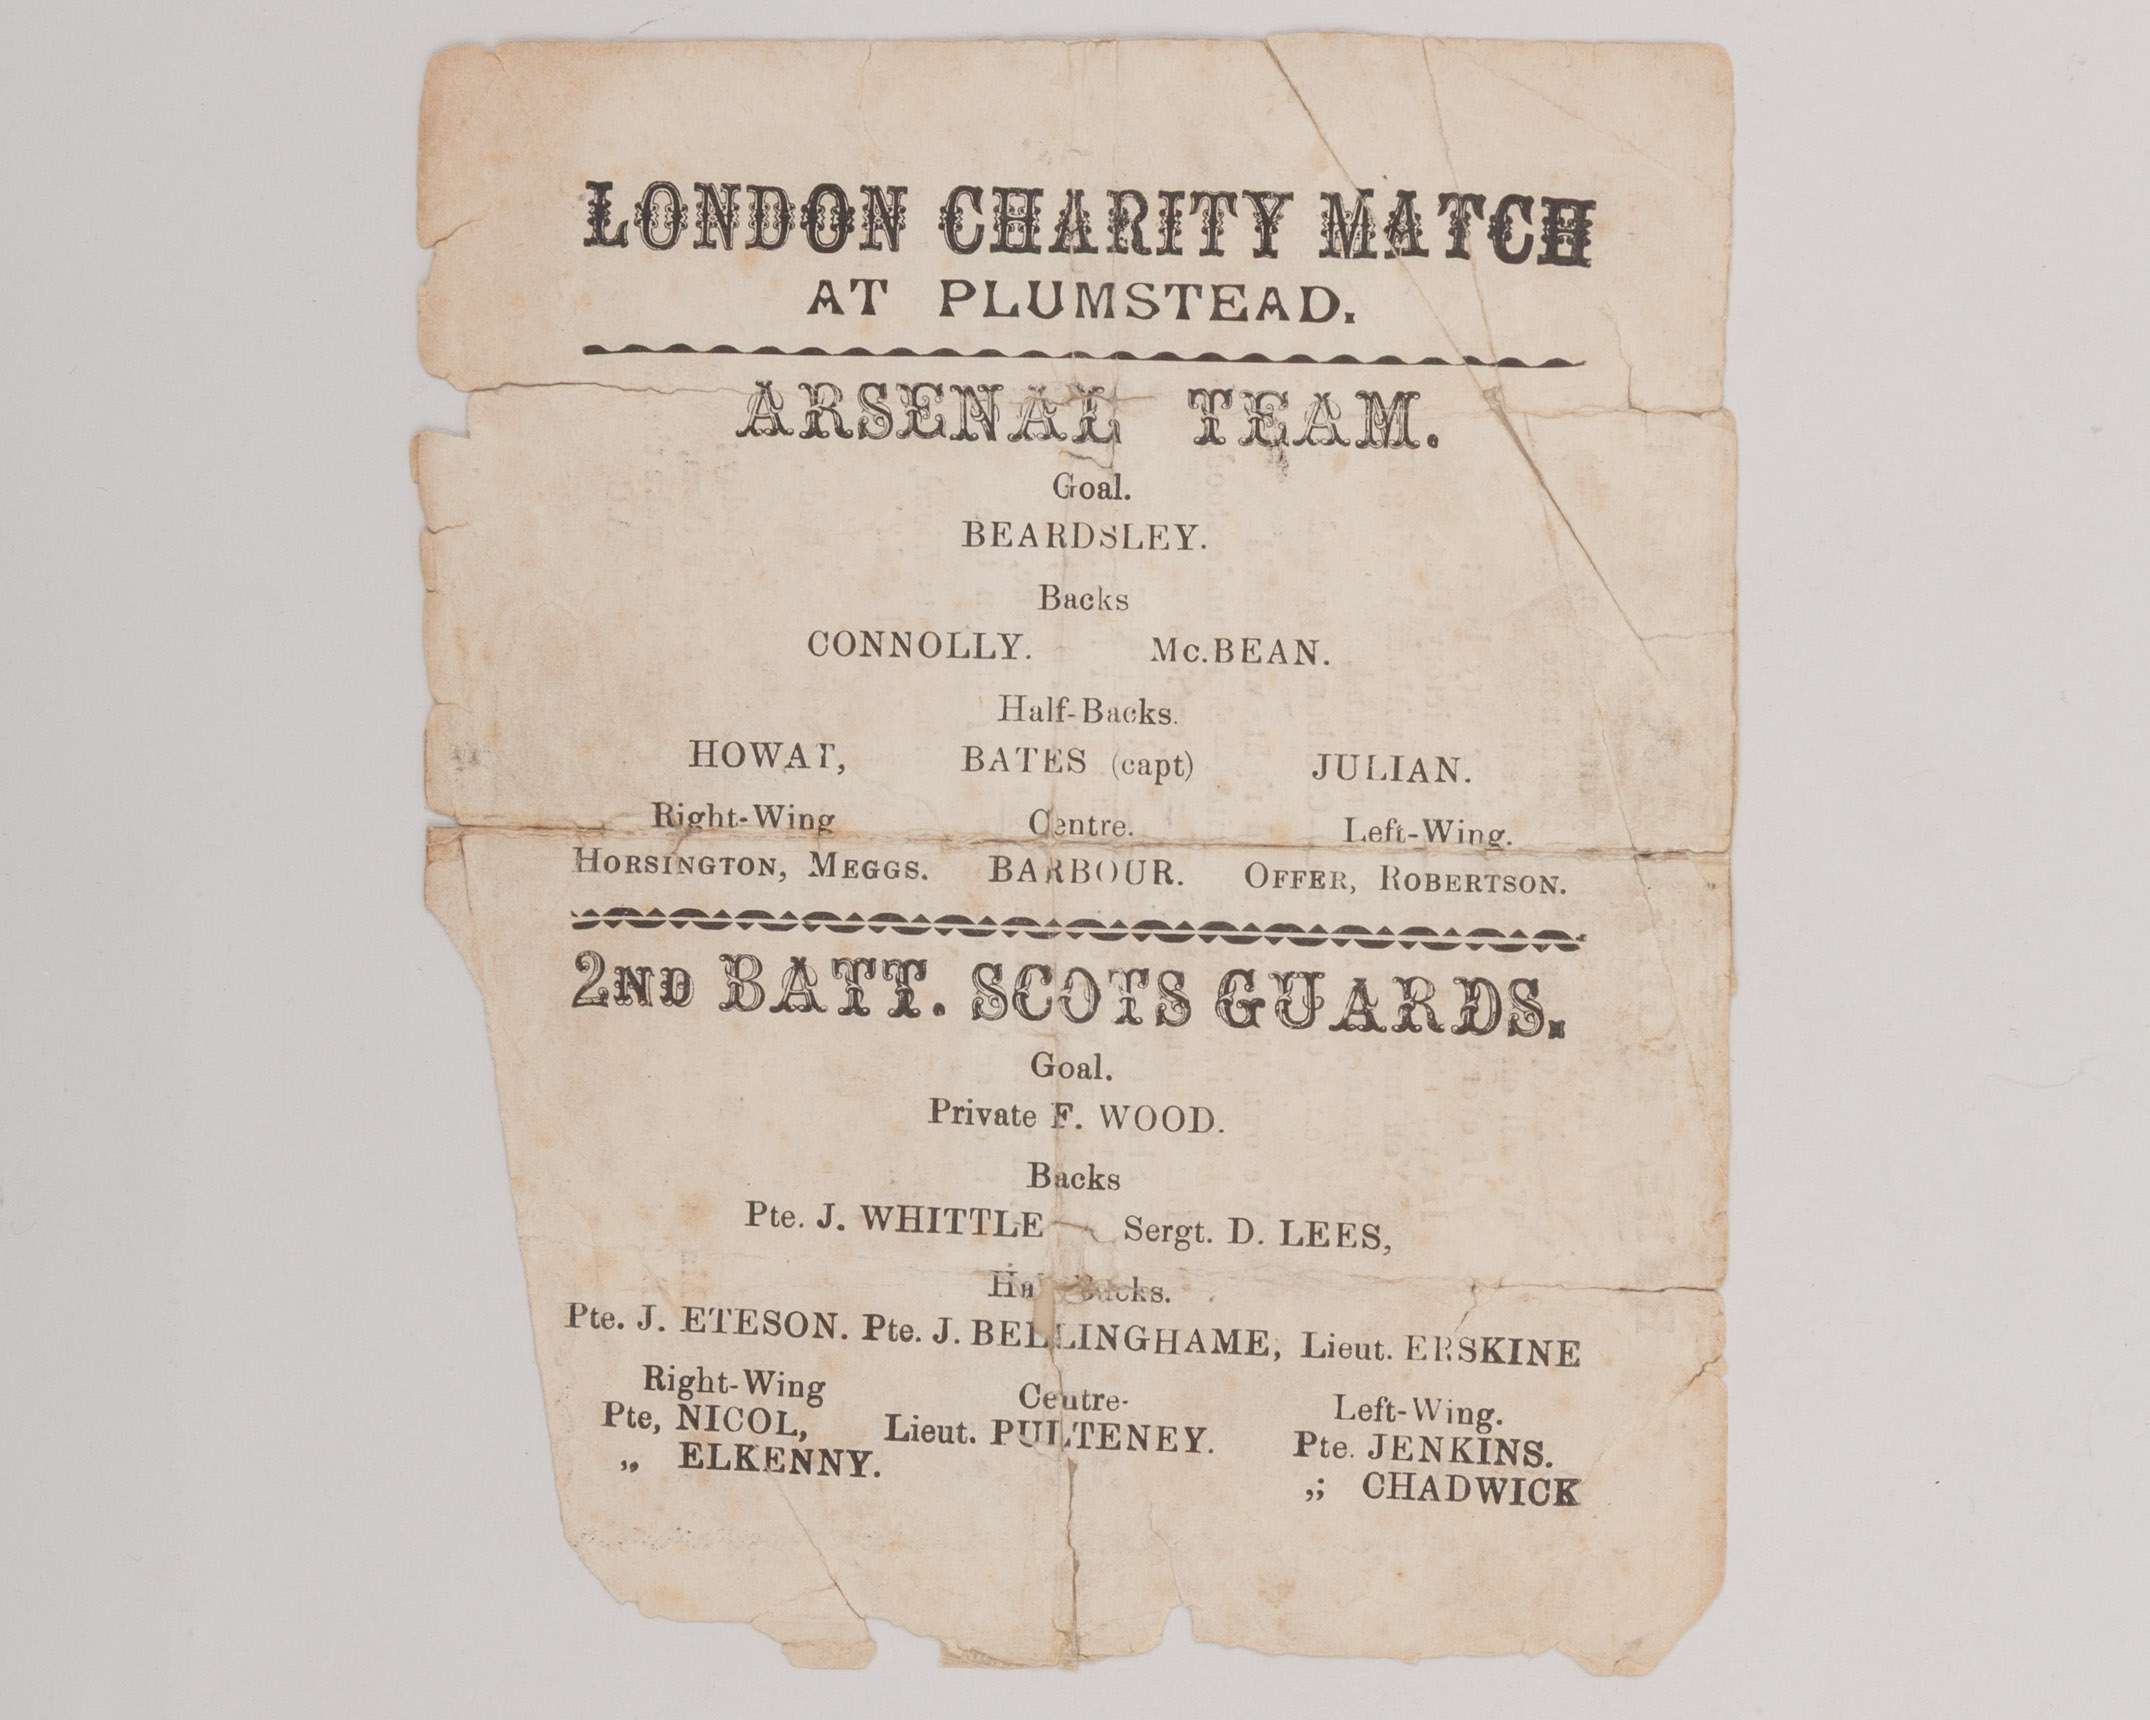 LONDON CHARITY MATCH
AT PLUMSTEAD.
ARSENAL TEAM.
Goal.
BEARDSLEY.
Backs
CONNOLLY. Mc.BEAN.
Half-Backs.
HOWAT, BATES (capt) JULIAN.
Right-Wing Centre. Left-Wing.
HORSINGTON, MEGGS. BARBOUR. OFFER, ROBERTSON.
2ND BATT. SCOTS GUARDS.
Goal.
Private F. WOOD.
Backs
Pte. J. WHITTLE Sergt. D. LEES,
Half-Backs.
Pte. J. ETESON. Pte. J. BELLINGHAME, Lieut. ERSKINE
Right-Wing Centre- Left-Wing.
Pte, NICOL, Lieut. PULTENEY. Pte. JENKINS.
„ ELKENNY. „; CHADWICK